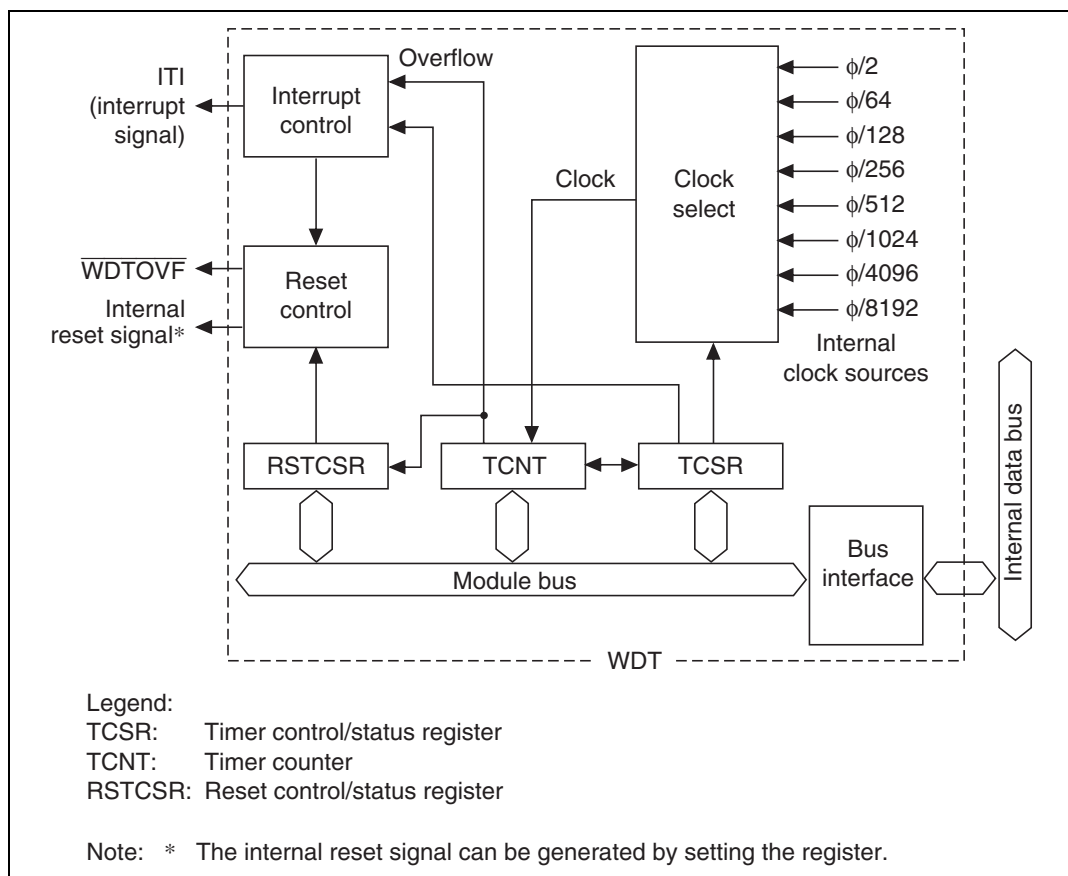 Overflow
ITI
(interrupt
signal)
Interrupt
control
WDTOVF
Internal
reset signal*
Reset
control
Clock
Clock
select
ϕ/2
ϕ/64
ϕ/128
ϕ/256
ϕ/512
ϕ/1024
ϕ/4096
ϕ/8192
Internal
clock sources
RSTCSR
TCNT
TCSR
Module bus
Bus
interface
Internal data bus
WDT
Legend:
TCSR: Timer control/status register
TCNT: Timer counter
RSTCSR: Reset control/status register
Note: * The internal reset signal can be generated by setting the register.